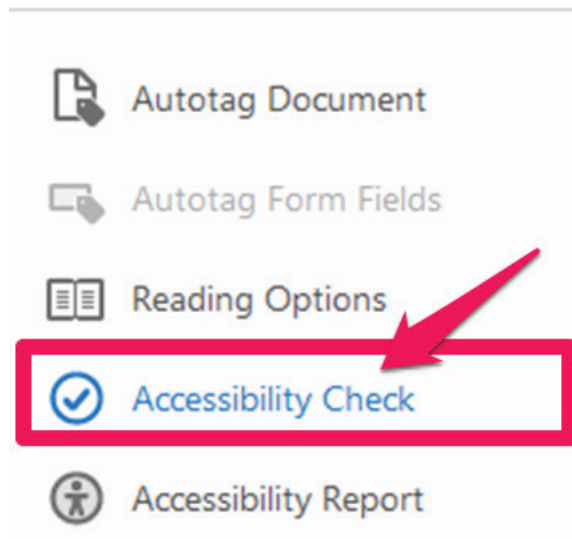 Autotag Document
Autotag Form Fields
Reading Options
Accessibility Check
Accessibility Report